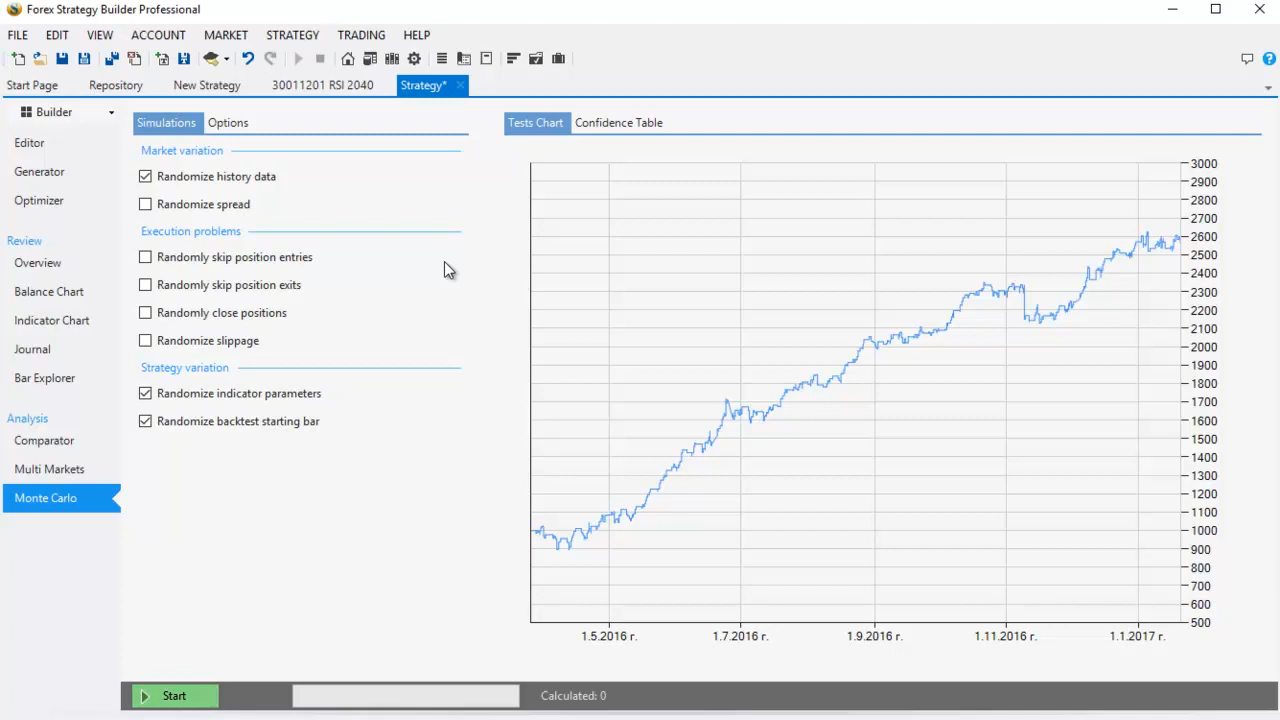 Forex Strategy Builder Professional
FILE EDIT VIEW ACCOUNT MARKET STRATEGY TRADING HELP
Start Page Repository New Strategy 30011201 RSI 2040 Strategy*
Builder
Editor
Generator
Optimizer
Review
Overview
Balance Chart
Indicator Chart
Journal
Bar Explorer
Analysis
Comparator
Multi Markets
Monte Carlo
Simulations Options
Market variation
Randomize history data
Randomize spread
Execution problems
Randomly skip position entries
Randomly skip position exits
Randomly close positions
Randomize slippage
Strategy variation
Randomize indicator parameters
Randomize backtest starting bar
Tests Chart Confidence Table
3000
2900
2800
2700
2600
2500
2400
2300
2200
2100
2000
1900
1800
1700
1600
1500
1400
1300
1200
1100
1000
900
800
700
600
500
1.5.2016 г. 1.7.2016 г. 1.9.2016 г. 1.11.2016 г. 1.1.2017 г.
Start Calculated: 0